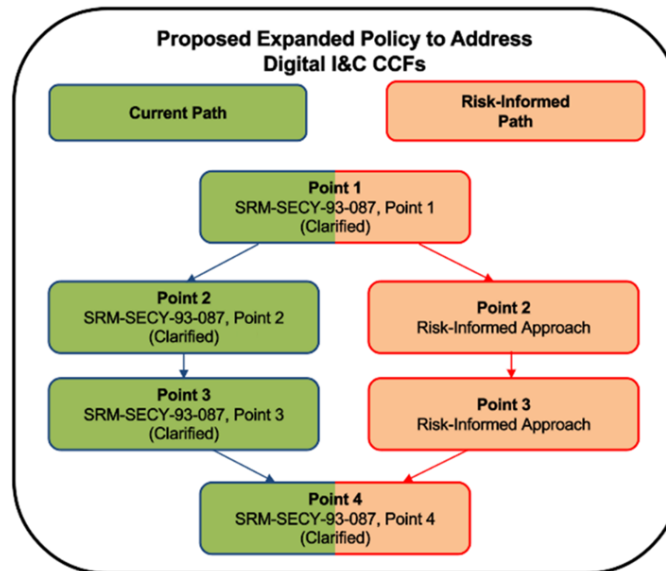 Proposed Expanded Policy to Address
Digital I&C CCFs
Current Path
Risk-Informed
Path
Point 1
SRM-SECY-93-087, Point 1
(Clarified)
Point 2
SRM-SECY-93-087, Point 2
(Clarified)
Point 2
Risk-Informed Approach
Point 3
SRM-SECY-93-087, Point 3
(Clarified)
Point 3
Risk-Informed Approach
Point 4
SRM-SECY-93-087, Point 4
(Clarified)